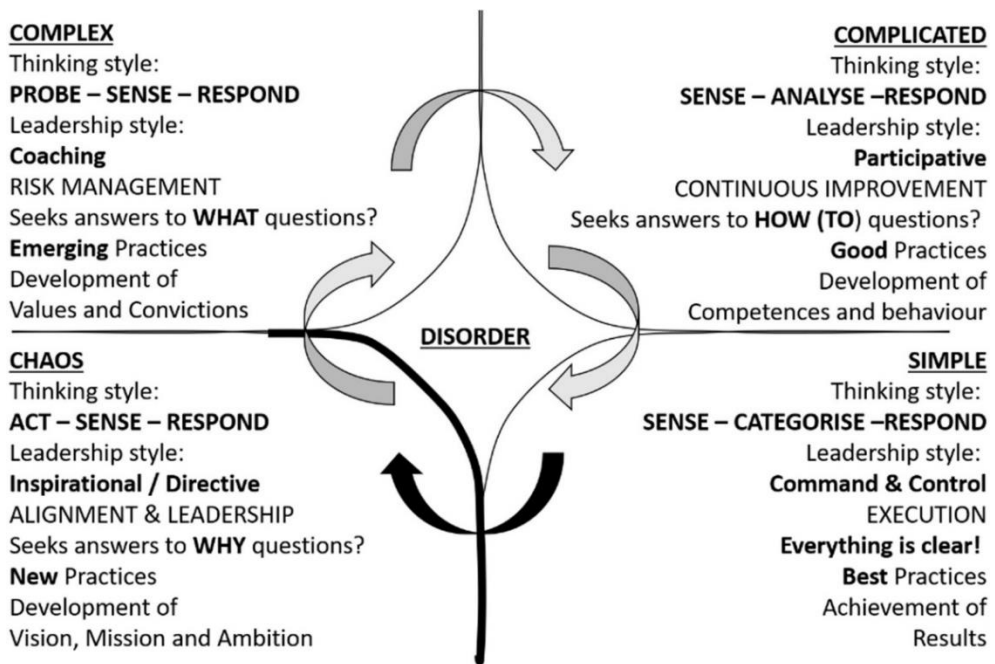 COMPLEX
Thinking style:
PROBE – SENSE – RESPOND
Leadership style:
Coaching
RISK MANAGEMENT
Seeks answers to WHAT questions?
Emerging Practices
Development of
Values and Convictions
COMPLICATED
Thinking style:
SENSE – ANALYSE –RESPOND
Leadership style:
Participative
CONTINUOUS IMPROVEMENT
Seeks answers to HOW (TO) questions?
Good Practices
Development of
Competences and behaviour
DISORDER
CHAOS
Thinking style:
ACT – SENSE – RESPOND
Leadership style:
Inspirational / Directive
ALIGNMENT & LEADERSHIP
Seeks answers to WHY questions?
New Practices
Development of
Vision, Mission and Ambition
SIMPLE
Thinking style:
SENSE – CATEGORISE –RESPOND
Leadership style:
Command & Control
EXECUTION
Everything is clear!
Best Practices
Achievement of
Results